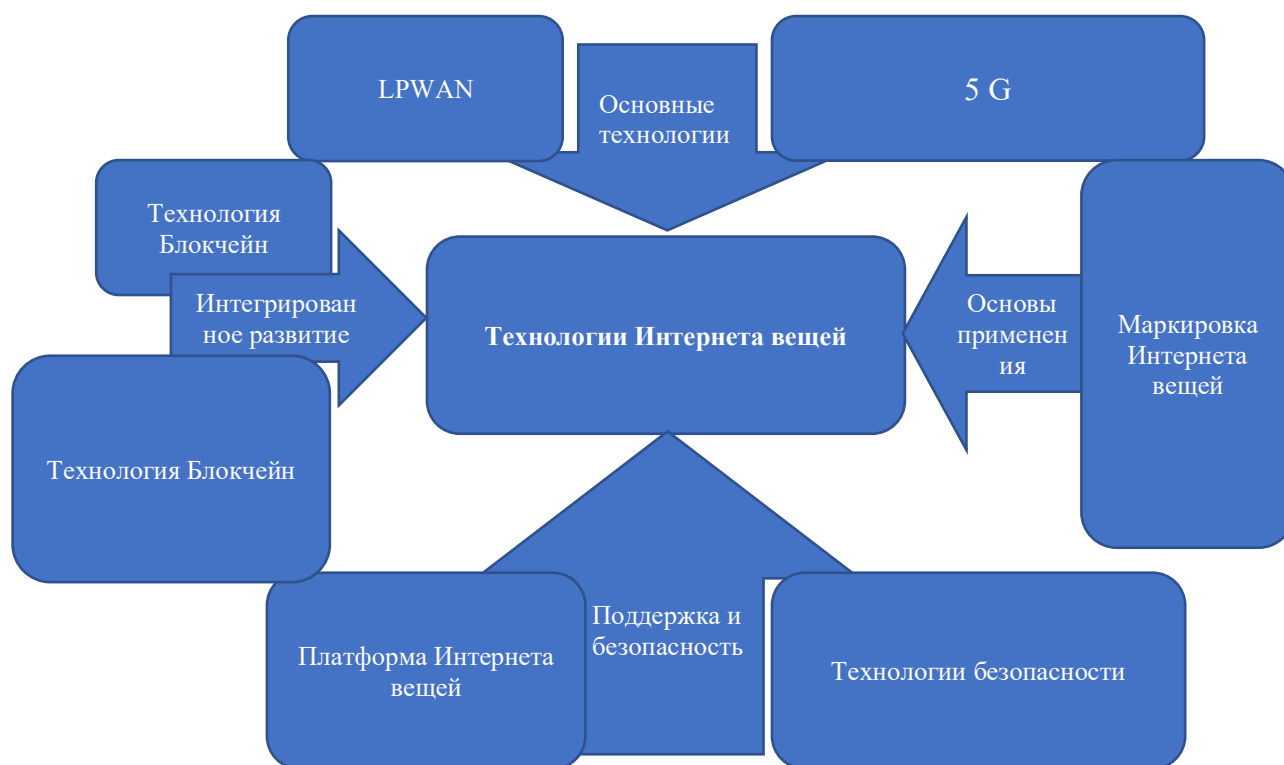 LPWAN
Основные
технологии
5 G
Технология
Блокчейн
Интегрирован
ное развитие
Технологии Интернета вещей
Основы
применен
ия
Маркировка
Интернета
вещей
Технология Блокчейн
Платформа Интернета
вещей
Поддержка и
безопасность
Технологии безопасности